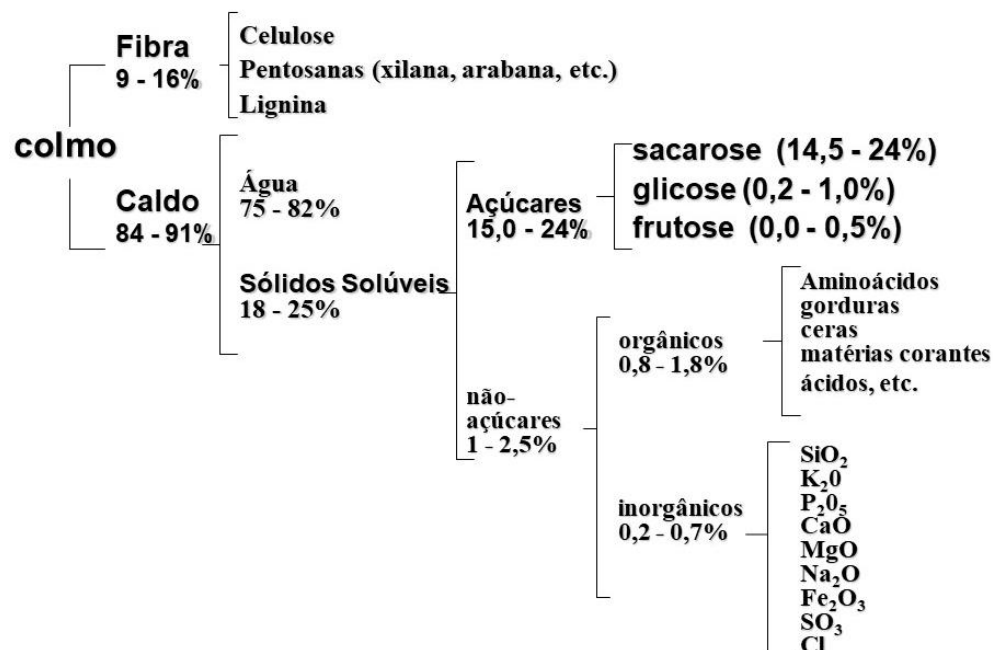 Fibra
9 - 16%
Celulose
Pentosanas (xilana, arabana, etc.)
Lignina
colmo
Caldo
84 - 91%
Água
75 - 82%
Sólidos Solúveis
18 - 25%
Açúcares
15,0 - 24%
sacarose (14,5 - 24%)
glicose (0,2 - 1,0%)
frutose (0,0 - 0,5%)
não-
açúcares
1 - 2,5%
orgânicos
0,8 - 1,8%
Aminoácidos
gorduras
ceras
matérias corantes
ácidos, etc.
inorgânicos
0,2 - 0,7%
SiO₂
K₂0
P₂0₅
CaO
MgO
Na₂O
Fe₂O₃
SO₃
Cl